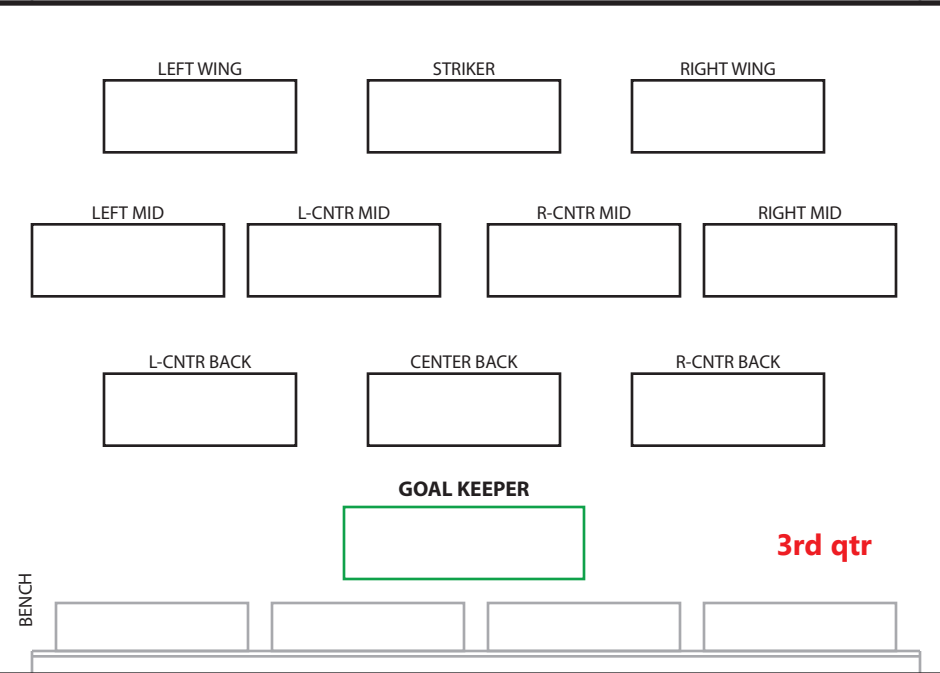 LEFT WING STRIKER RIGHT WING
LEFT MID L-CNTR MID R-CNTR MID RIGHT MID
L-CNTR BACK CENTER BACK R-CNTR BACK
GOAL KEEPER
3rd qtr
BENCH